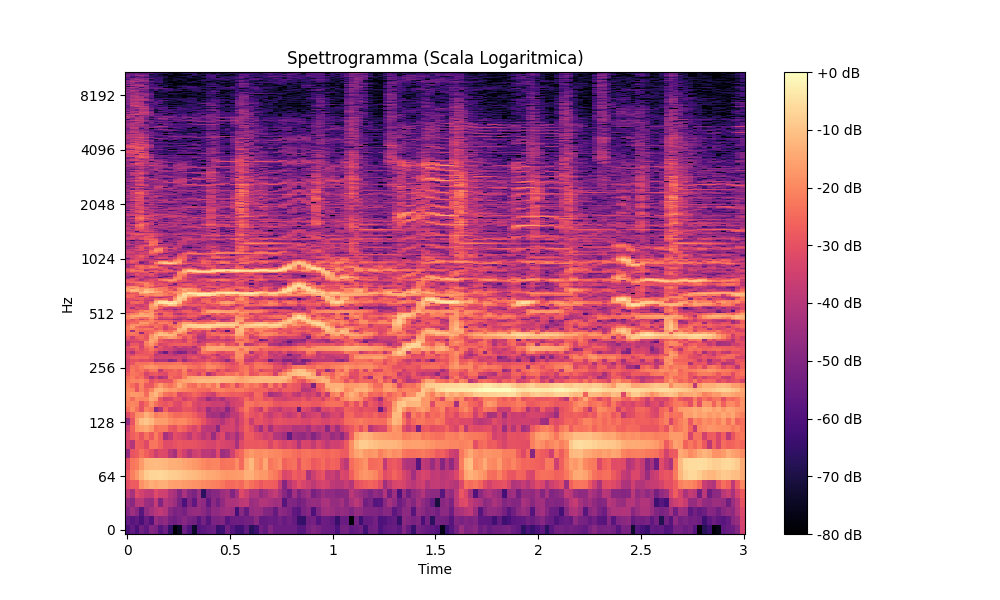 Spettrogramma (Scala Logaritmica)
Hz
8192
4096
2048
1024
512
256
128
64
0
0
0.5
1
1.5
2
2.5
3
Time
+0 dB
-10 dB
-20 dB
-30 dB
-40 dB
-50 dB
-60 dB
-70 dB
-80 dB